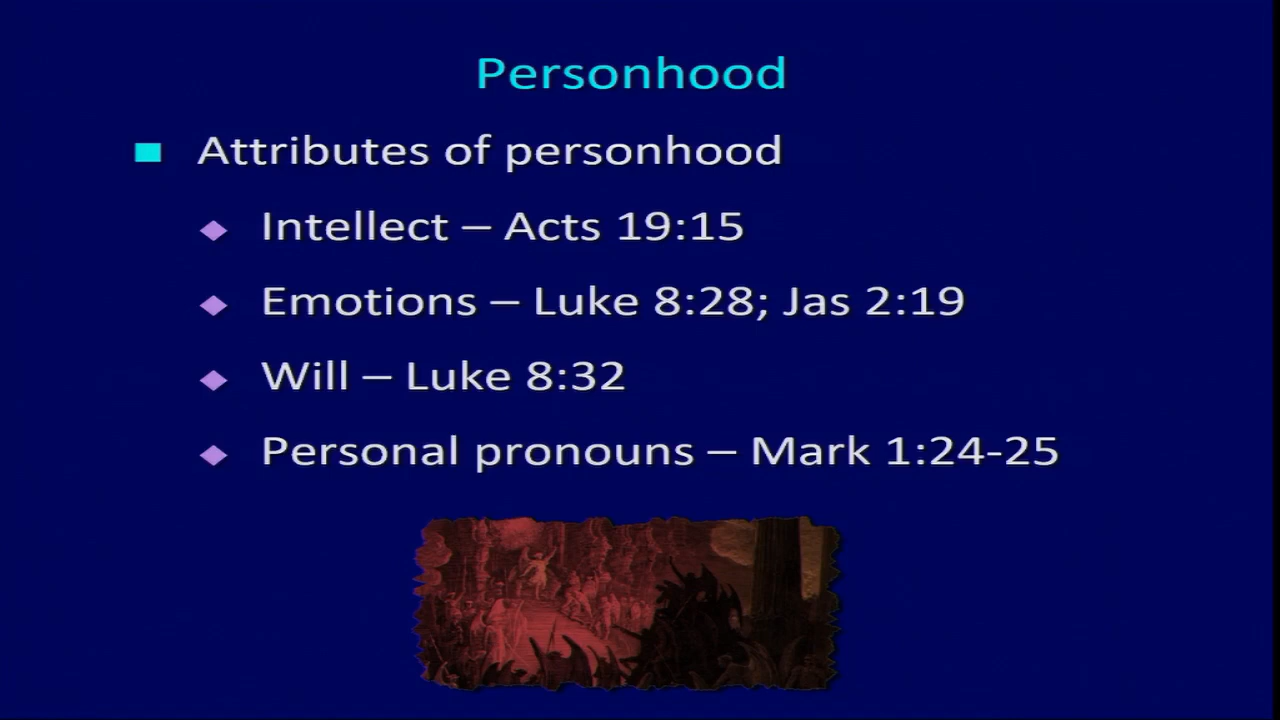 Personhood
Attributes of personhood
Intellect – Acts 19:15
Emotions – Luke 8:28; Jas 2:19
Will – Luke 8:32
Personal pronouns – Mark 1:24-25